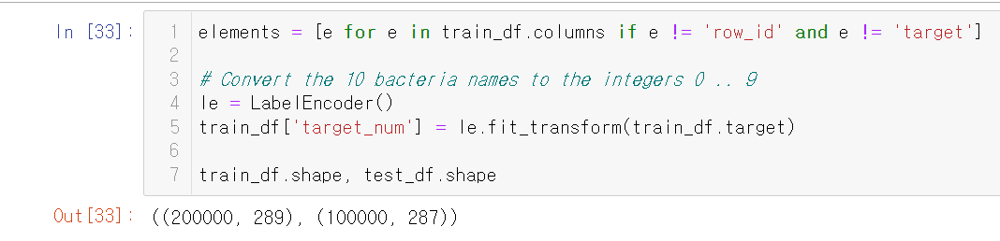 In [33]:
1 elements = [e for e in train_df.columns if e != 'row_id' and e != 'target']
2
3 # Convert the 10 bacteria names to the integers 0 .. 9
4 le = LabelEncoder()
5 train_df['target_num'] = le.fit_transform(train_df.target)
6
7 train_df.shape, test_df.shape
Out[33]: ((200000, 289), (100000, 287))